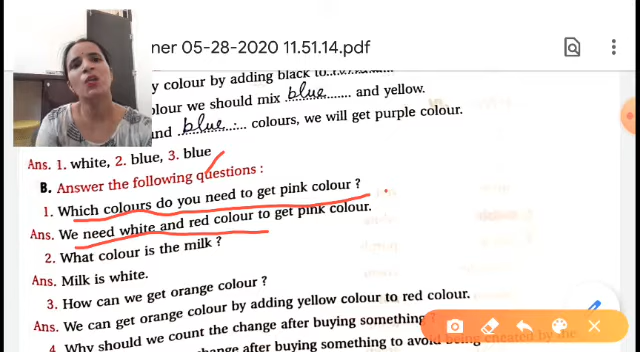 ner 05-28-2020 11.51.14.pdf
y colour by adding black to
olour we should mix blue and yellow.
nd blue colours, we will get purple colour.
Ans. 1. white, 2. blue, 3. blue
B. Answer the following questions :
1. Which colours do you need to get pink colour ?
Ans. We need white and red colour to get pink colour.
2. What colour is the milk ?
Ans. Milk is white.
3. How can we get orange colour ?
Ans. We can get orange colour by adding yellow colour to red colour.
4. Why should we count the change after buying something ?
change after buying something to avoid being cheated by the